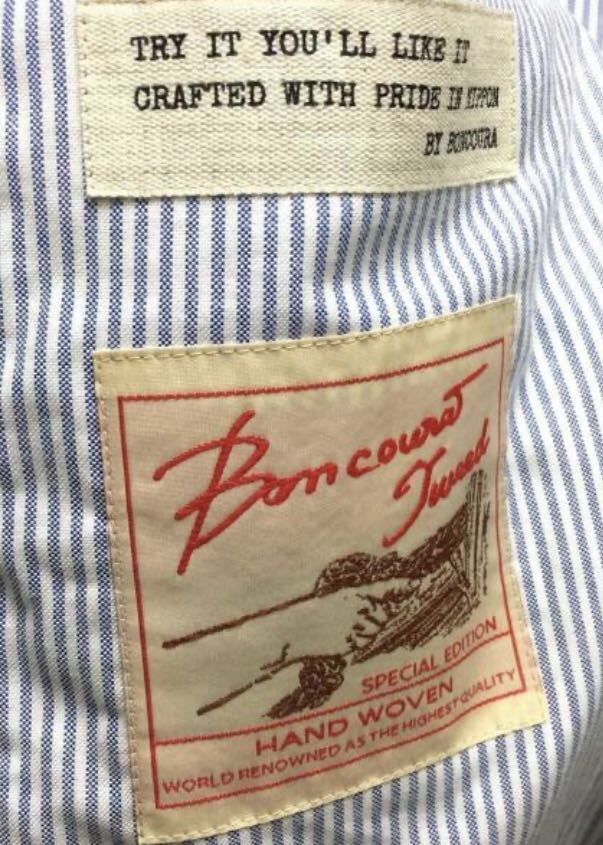 TRY IT YOU'LL LIKE IT
CRAFTED WITH PRIDE IN NIPPON
BY BONCOURA
Boncoura
Tweed
SPECIAL EDITION
HAND WOVEN
WORLD RENOWNED AS THE HIGHEST QUALITY